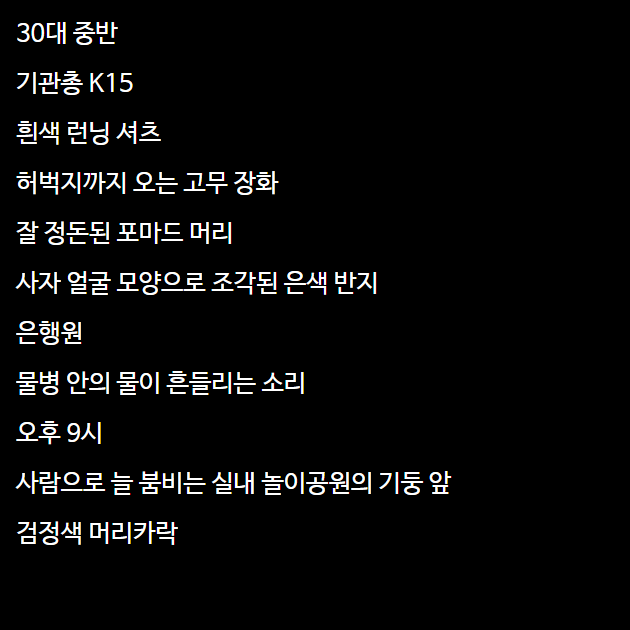 30대 중반
기관총 K15
흰색 런닝 셔츠
허벅지까지 오는 고무 장화
잘 정돈된 포마드 머리
사자 얼굴 모양으로 조각된 은색 반지
은행원
물병 안의 물이 흔들리는 소리
오후 9시
사람으로 늘 붐비는 실내 놀이공원의 기둥 앞
검정색 머리카락